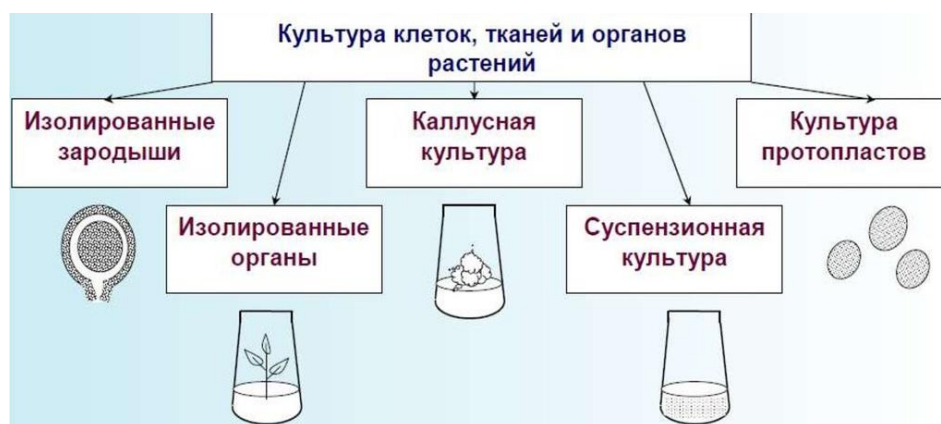 Культура клеток, тканей и органов
растений
Изолированные
зародыши
Каллусная
культура
Культура
протопластов
Изолированные
органы
Суспензионная
культура